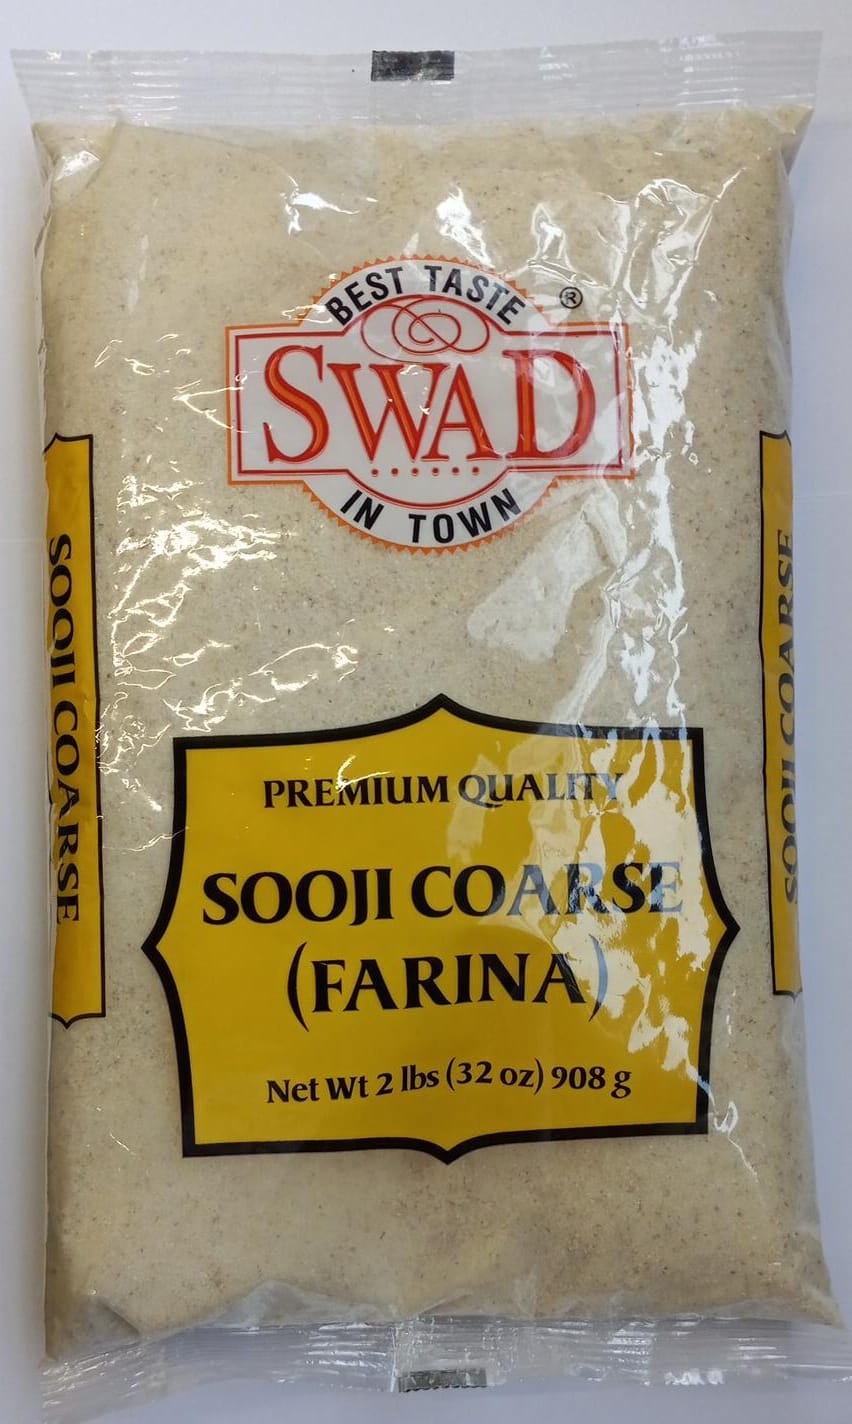 BEST TASTE
®
SWAD
IN TOWN
PREMIUM QUALITY
SOOJI COARSE
(FARINA)
Net Wt 2 lbs (32 oz) 908 g
SOOJI COARSE
SOOJI COARSE